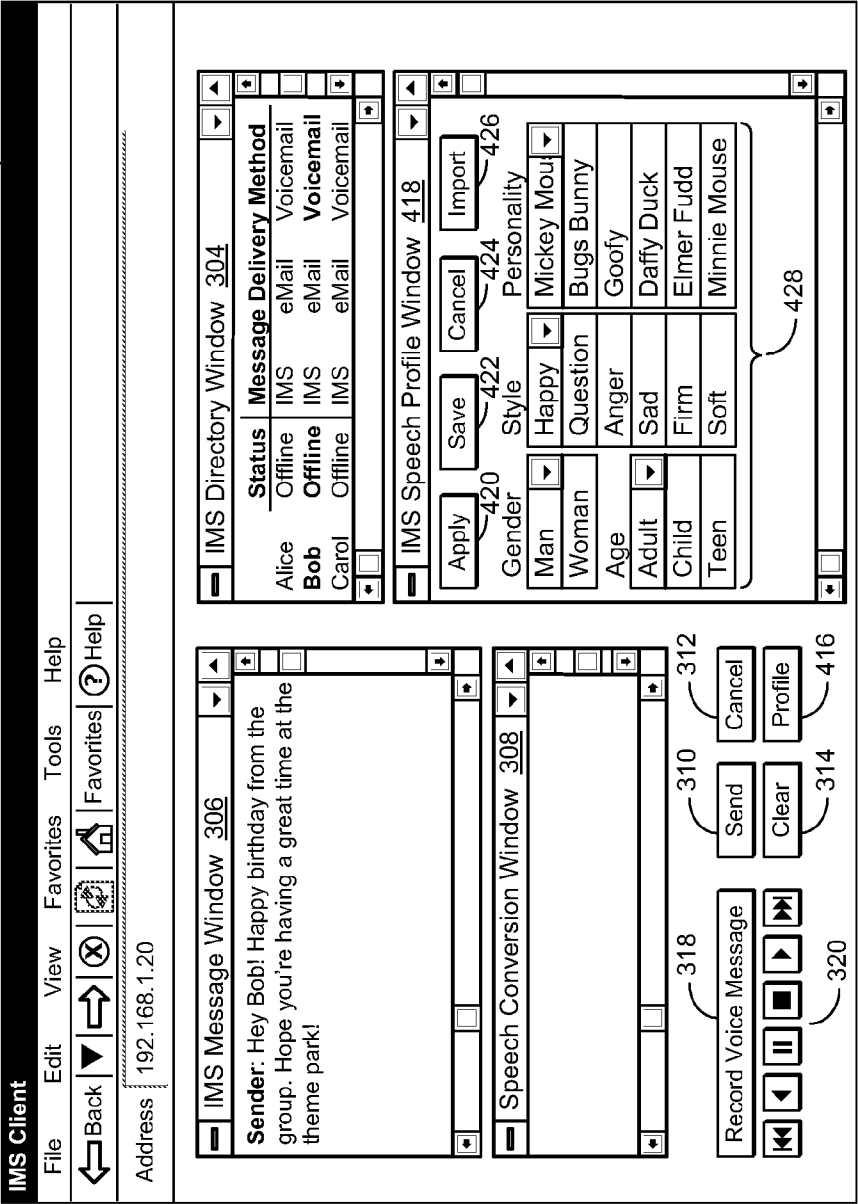 IMS Client
File Edit View Favorites Tools Help
Back Favorites ? Help
Address 192.168.1.20
IMS Message Window 306
Sender: Hey Bob! Happy birthday from the
group. Hope you're having a great time at the
theme park!
Speech Conversion Window 308
318
Record Voice Message
320
310
Send
312
Cancel
Clear
314
Profile
416
IMS Directory Window 304
Status Message Delivery Method
Alice Offline IMS eMail Voicemail
Bob Offline IMS eMail Voicemail
Carol Offline IMS eMail Voicemail
IMS Speech Profile Window 418
Apply Save Cancel Import
420 422 424 426
Gender Style Personality
Man Happy Mickey Mou
Woman Question Bugs Bunny
Age Anger Goofy
Adult Sad Daffy Duck
Child Firm Elmer Fudd
Teen Soft Minnie Mouse
428